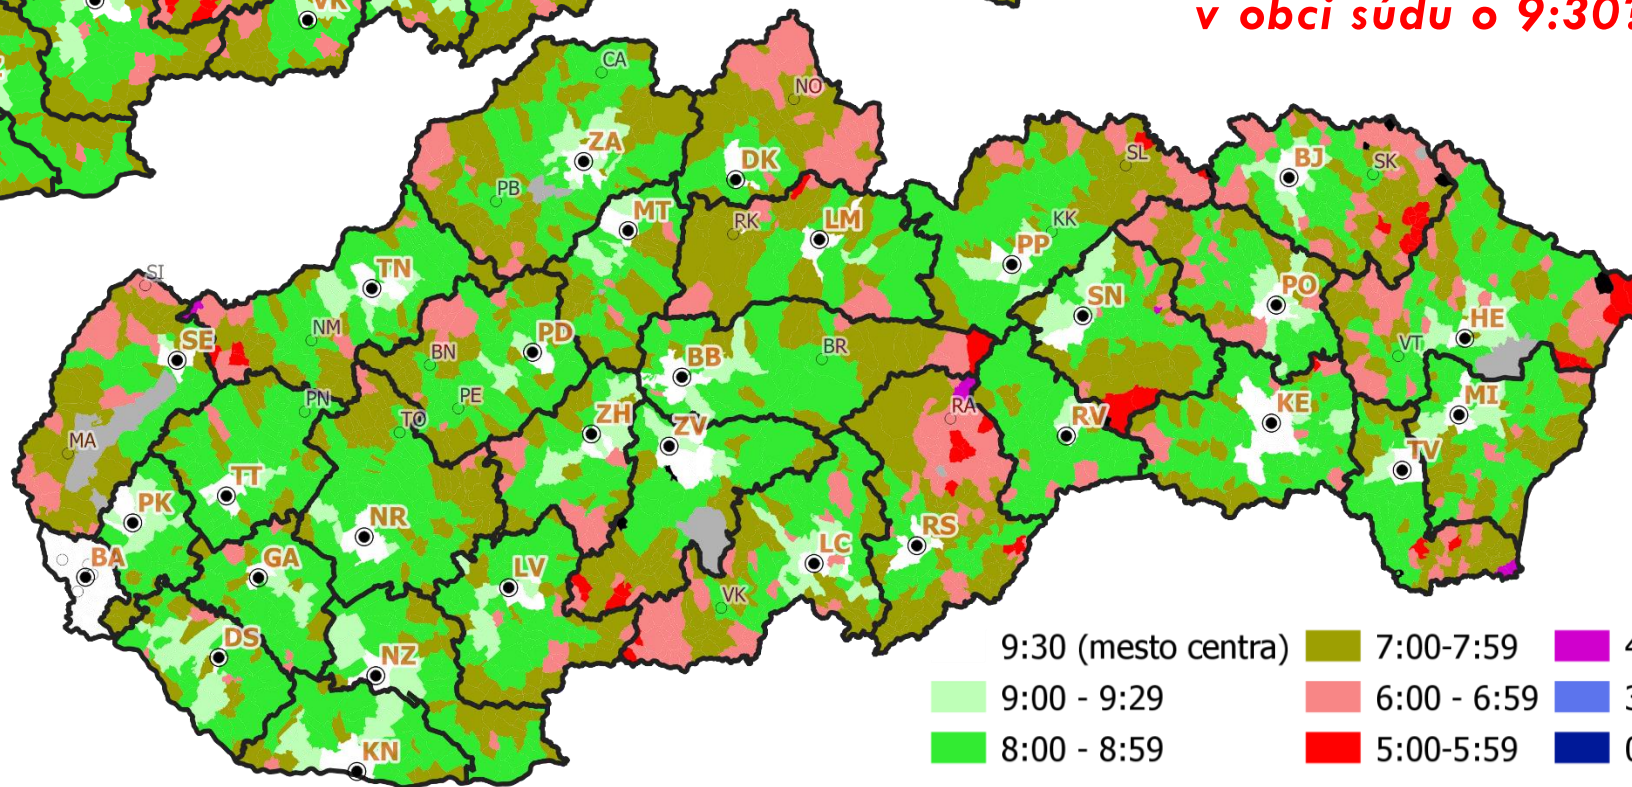 v obci súdu o 9:30?
VK
CA
NO
ZA
DK
SL
BJ
SK
PB
MT
RK
LM
KK
PP
TN
SI
SN
PO
NM
SE
PD
BN
BB
BR
HE
VT
PN
PE
TO
ZH
ZV
RA
RV
KE
MI
MA
TT
TV
PK
NR
RS
BA
GA
LV
LC
VK
DS
NZ
KN
9:30 (mesto centra)
7:00-7:59
9:00 - 9:29
6:00 - 6:59
8:00 - 8:59
5:00-5:59